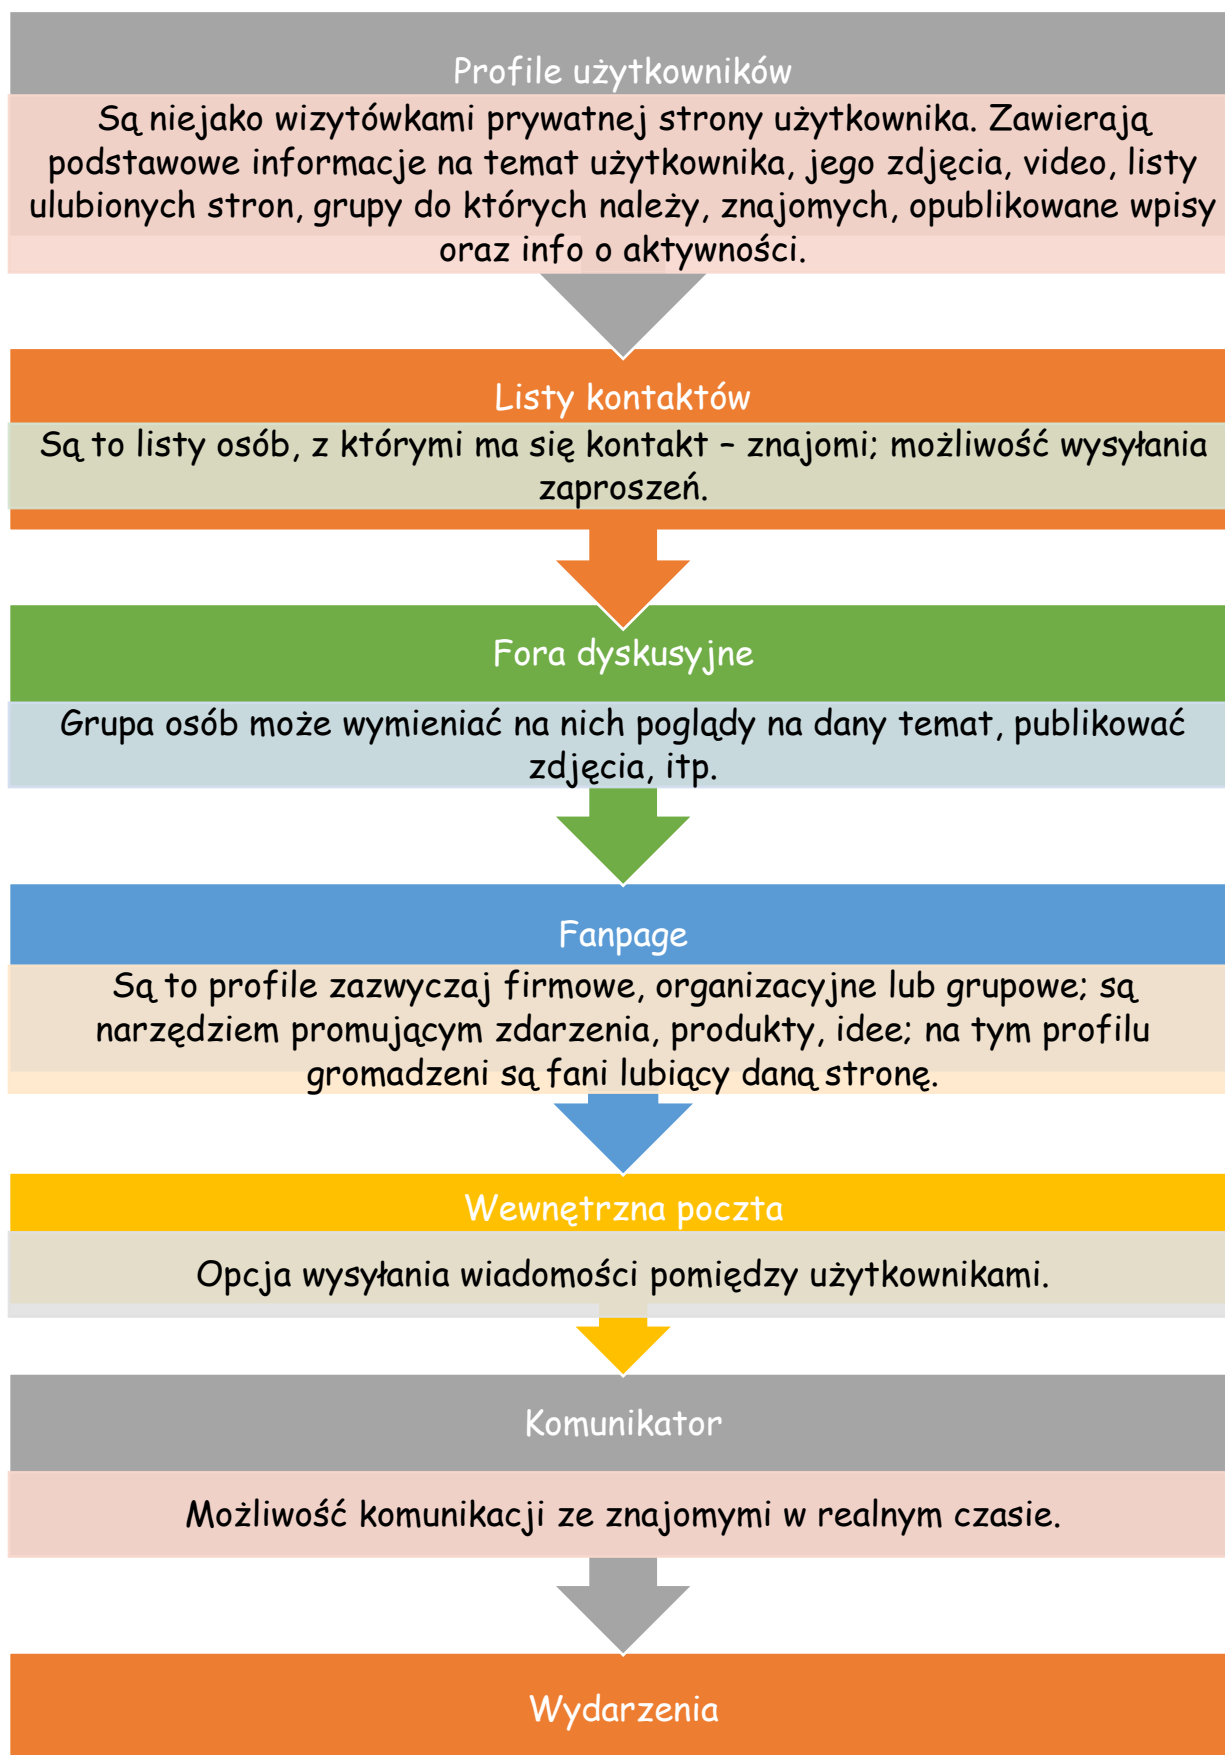 Profile użytkowników
Są niejako wizytówkami prywatnej strony użytkownika. Zawierają
podstawowe informacje na temat użytkownika, jego zdjęcia, video, listy
ulubionych stron, grupy do których należy, znajomych, opublikowane wpisy
oraz info o aktywności.
Listy kontaktów
Są to listy osób, z którymi ma się kontakt – znajomi; możliwość wysyłania
zaproszeń.
Fora dyskusyjne
Grupa osób może wymieniać na nich poglądy na dany temat, publikować
zdjęcia, itp.
Fanpage
Są to profile zazwyczaj firmowe, organizacyjne lub grupowe; są
narzędziem promującym zdarzenia, produkty, idee; na tym profilu
gromadzeni są fani lubiący daną stronę.
Wewnętrzna poczta
Opcja wysyłania wiadomości pomiędzy użytkownikami.
Komunikator
Możliwość komunikacji ze znajomymi w realnym czasie.
Wydarzenia